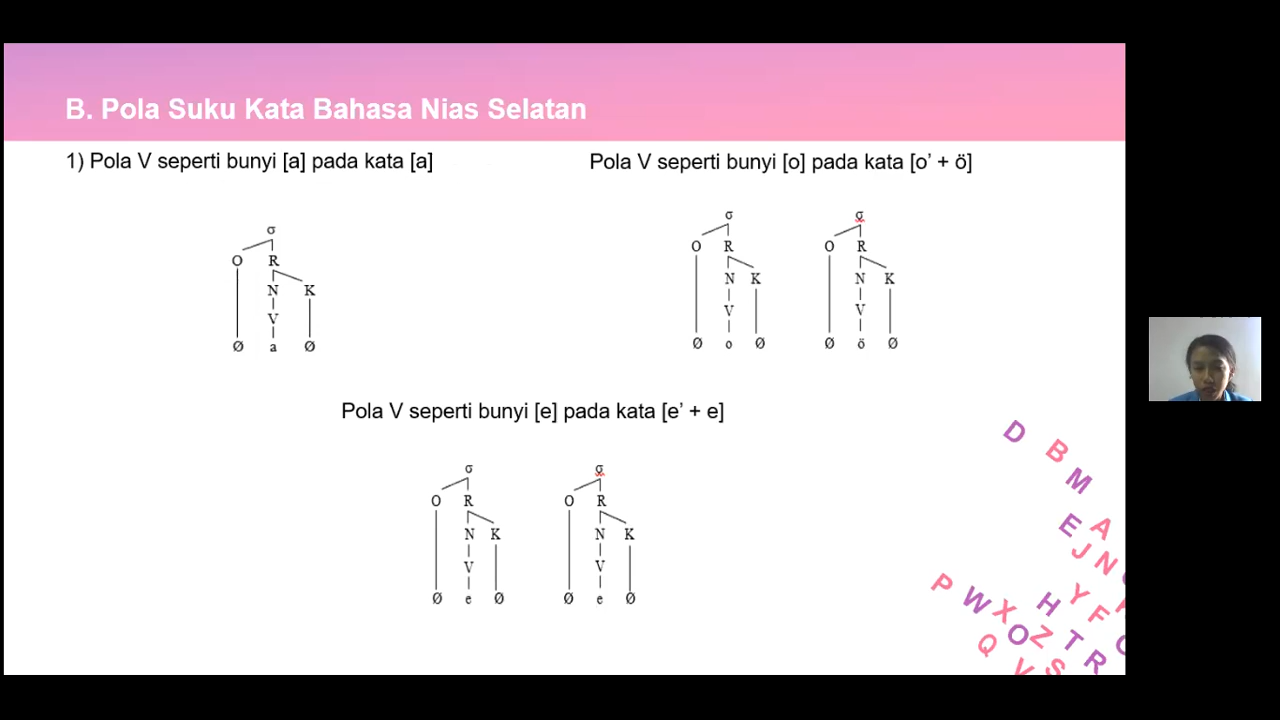 B. Pola Suku Kata Bahasa Nias Selatan
1) Pola V seperti bunyi [a] pada kata [a]
σ
O R
N K
V
Ø a Ø
Pola V seperti bunyi [o] pada kata [o’ + ö]
σ σ
O R O R
N K N K
V V
Ø o Ø Ø ö Ø
Pola V seperti bunyi [e] pada kata [e’ + e]
σ σ
O R O R
N K N K
V V
Ø e Ø Ø e Ø
D
B
M
E A
J N
P W X H Y F
Q O Z T R
V S